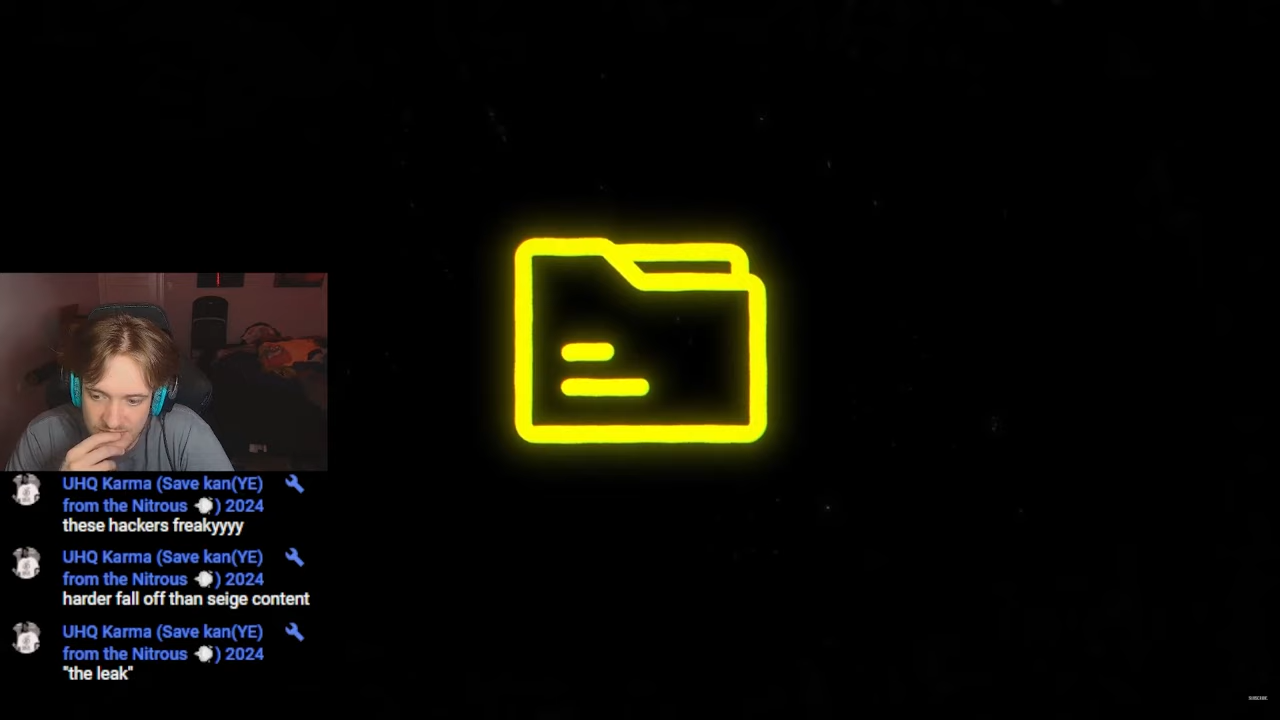 UHQ Karma (Save kan(YE)
from the Nitrous 💨) 2024
these hackers freakyyyy
UHQ Karma (Save kan(YE)
from the Nitrous 💨) 2024
harder fall off than seige content
UHQ Karma (Save kan(YE)
from the Nitrous 💨) 2024
"the leak"
SUBSCRIBE